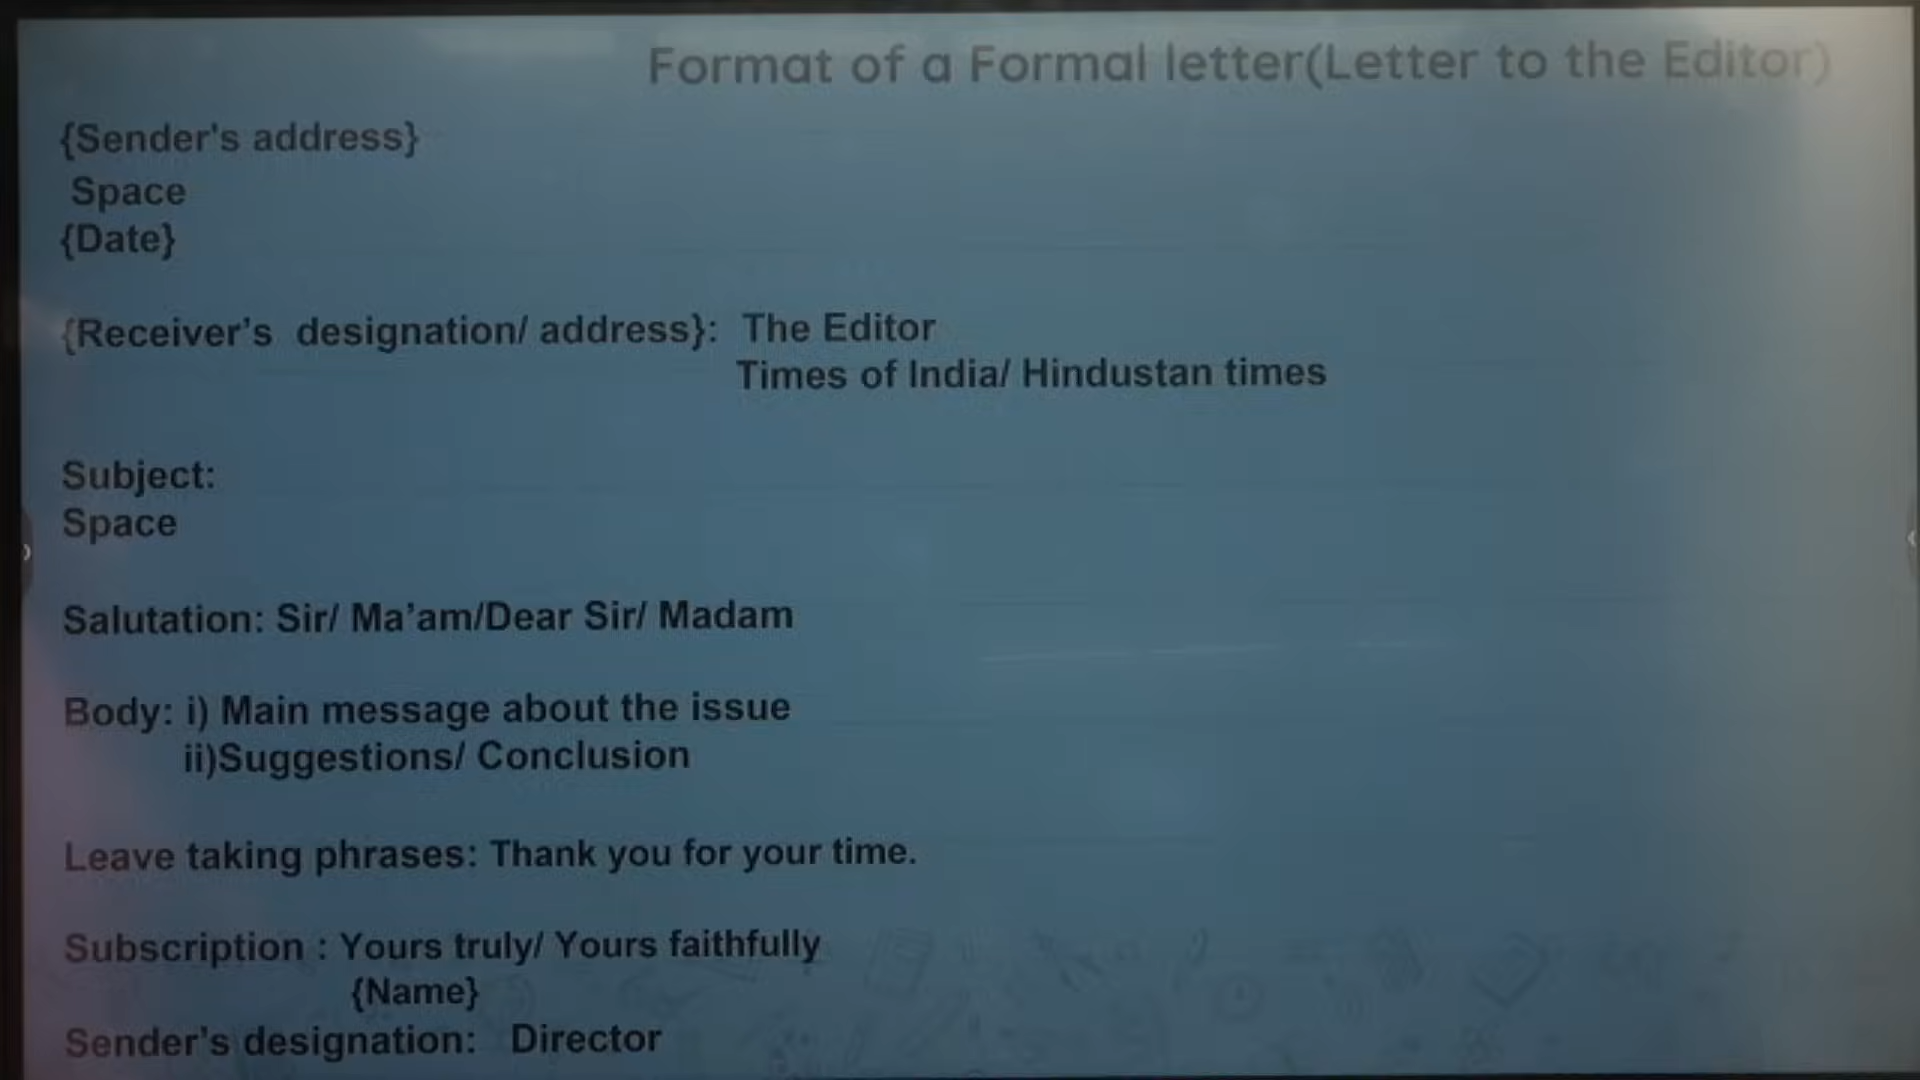 Format of a Formal letter(Letter to the Editor)
{Sender's address}
Space
{Date}
{Receiver’s designation/ address}: The Editor
Times of India/ Hindustan times
Subject:
Space
Salutation: Sir/ Ma’am/Dear Sir/ Madam
Body: i) Main message about the issue
ii)Suggestions/ Conclusion
Leave taking phrases: Thank you for your time.
Subscription : Yours truly/ Yours faithfully
{Name}
Sender's designation: Director